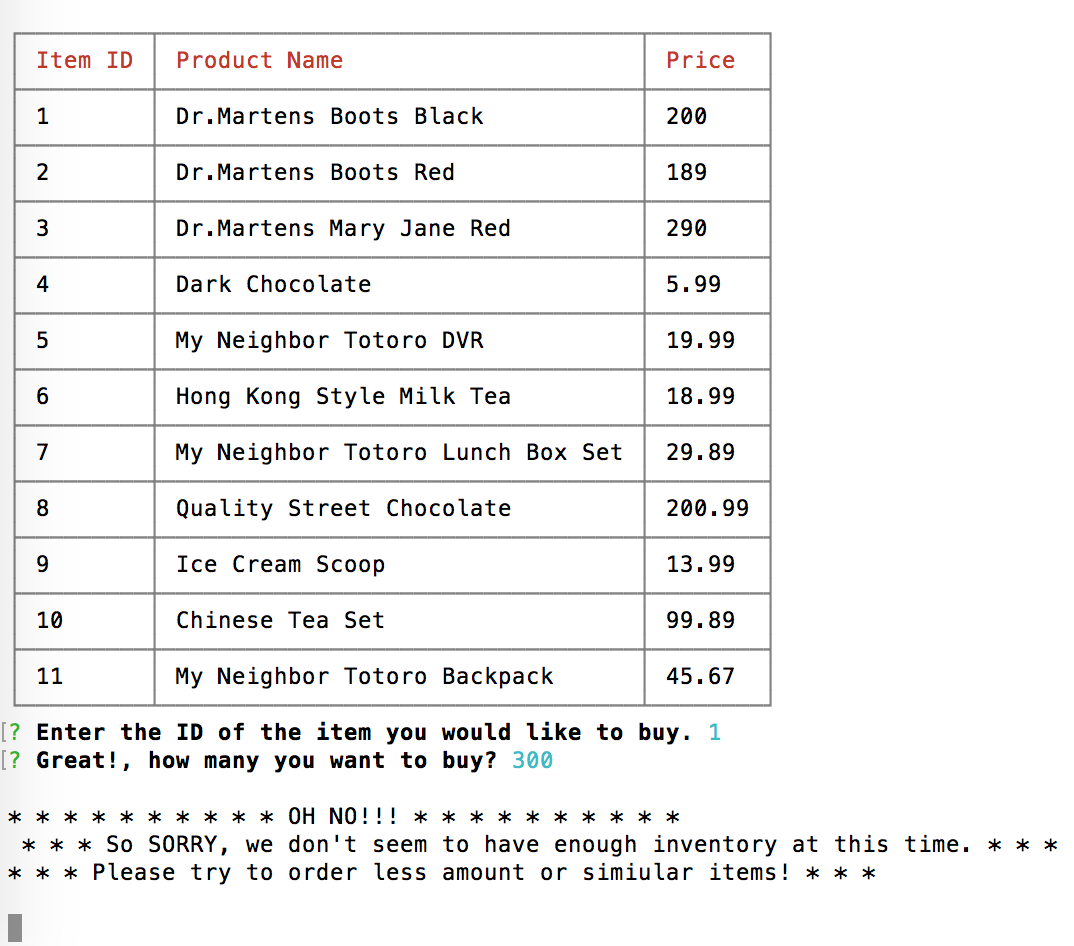 Item ID Product Name Price
1 Dr.Martens Boots Black 200
2 Dr.Martens Boots Red 189
3 Dr.Martens Mary Jane Red 290
4 Dark Chocolate 5.99
5 My Neighbor Totoro DVR 19.99
6 Hong Kong Style Milk Tea 18.99
7 My Neighbor Totoro Lunch Box Set 29.89
8 Quality Street Chocolate 200.99
9 Ice Cream Scoop 13.99
10 Chinese Tea Set 99.89
11 My Neighbor Totoro Backpack 45.67
[? Enter the ID of the item you would like to buy. 1
[? Great!, how many you want to buy? 300
* * * * * * * * * * OH NO!!! * * * * * * * * * *
* * * So SORRY, we don't seem to have enough inventory at this time. * * *
* * * Please try to order less amount or simiular items! * * *